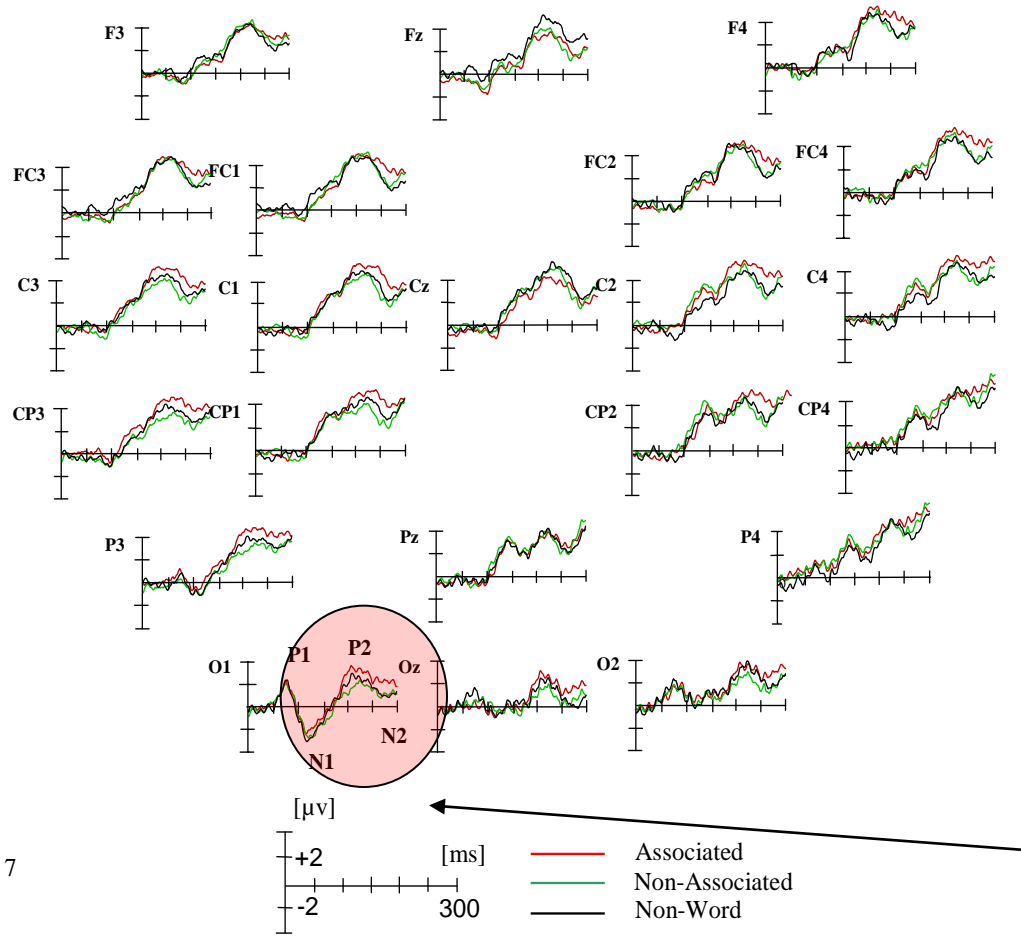 F3 Fz F4
FC3 FC1 FC2 FC4
C3 C1 Cz C2 C4
CP3 CP1 CP2 CP4
P3 Pz P4
O1 P1 P2 Oz O2
N1 N2
[µv]
+2 [ms]
-2 300
Associated
Non-Associated
Non-Word
7